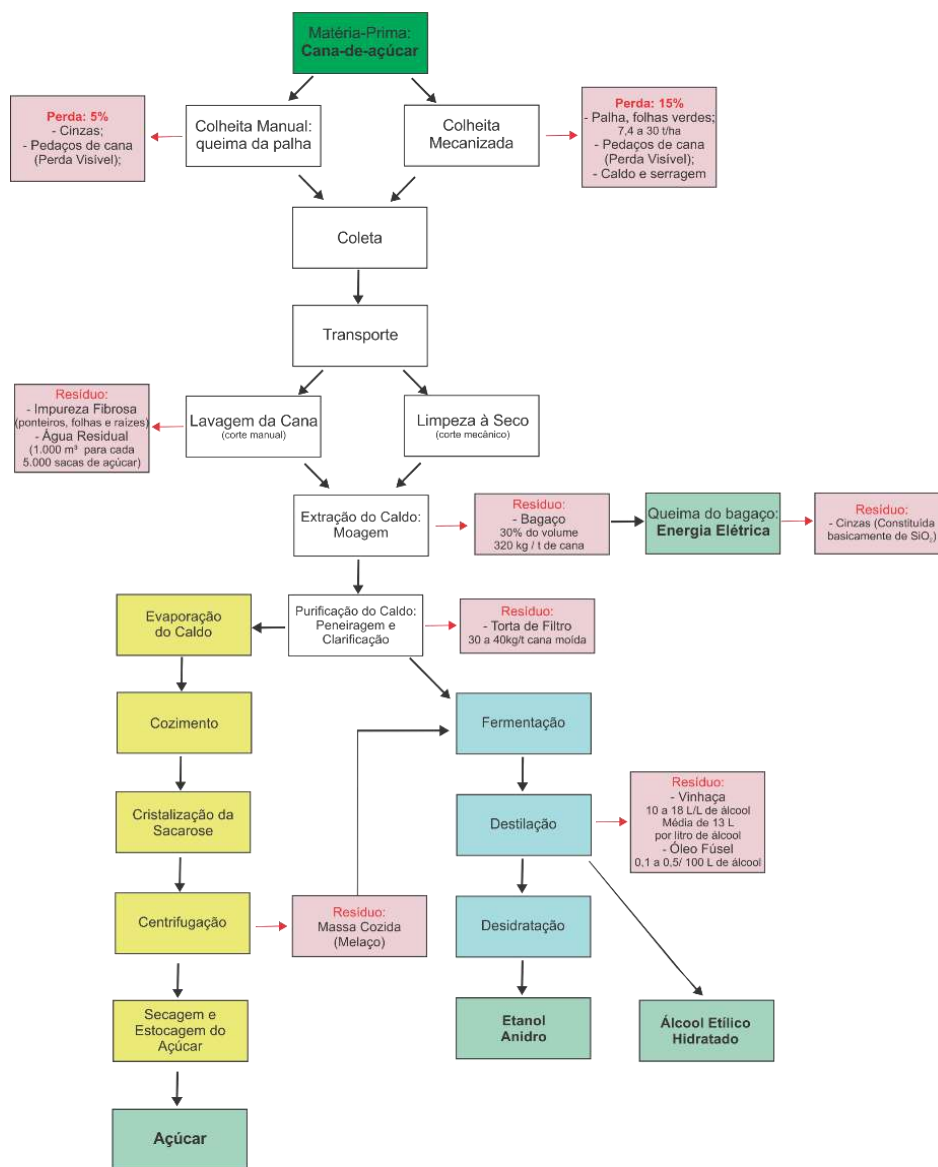 Matéria-Prima:
Cana-de-açúcar
Perda: 5%
- Cinzas;
- Pedaços de cana
(Perda Visível);
Colheita Manual:
queima da palha
Colheita
Mecanizada
Perda: 15%
- Palha, folhas verdes;
7,4 a 30 t/ha
- Pedaços de cana
(Perda Visível);
- Caldo e serragem
Coleta
Transporte
Resíduo:
- Impureza Fibrosa
(ponteiros, folhas e raízes)
- Água Residual
(1.000 m³ para cada
5.000 sacas de açúcar)
Lavagem da Cana
(corte manual)
Limpeza à Seco
(corte mecânico)
Extração do Caldo:
Moagem
Resíduo:
- Bagaço
30% do volume
320 kg / t de cana
Queima do bagaço:
Energia Elétrica
Resíduo:
- Cinzas (Constituída
basicamente de SiO₂)
Evaporação
do Caldo
Purificação do Caldo:
Peneiragem e
Clarificação
Resíduo:
- Torta de Filtro
30 a 40kg/t cana moída
Cozimento
Fermentação
Cristalização da
Sacarose
Destilação
Resíduo:
- Vinhaça
10 a 18 L/L de álcool
Média de 13 L
por litro de álcool
- Óleo Fúsel
0,1 a 0,5/ 100 L de álcool
Centrifugação
Resíduo:
Massa Cozida
(Melaço)
Desidratação
Secagem e
Estocagem do
Açúcar
Etanol
Anidro
Álcool Etílico
Hidratado
Açúcar